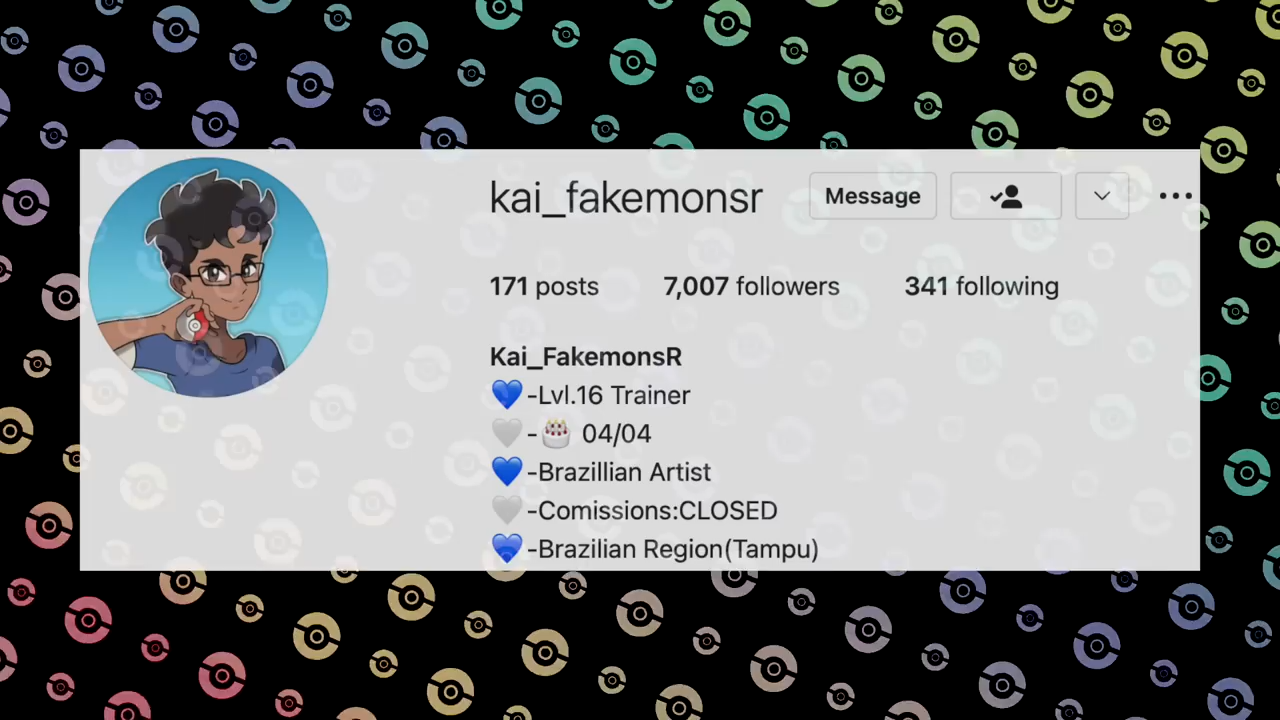 kai_fakemonsr Message
171 posts 7,007 followers 341 following
Kai_FakemonsR
💙-Lvl.16 Trainer
🤍-🎂 04/04
💙-Brazillian Artist
🤍-Comissions:CLOSED
💙-Brazilian Region(Tampu)